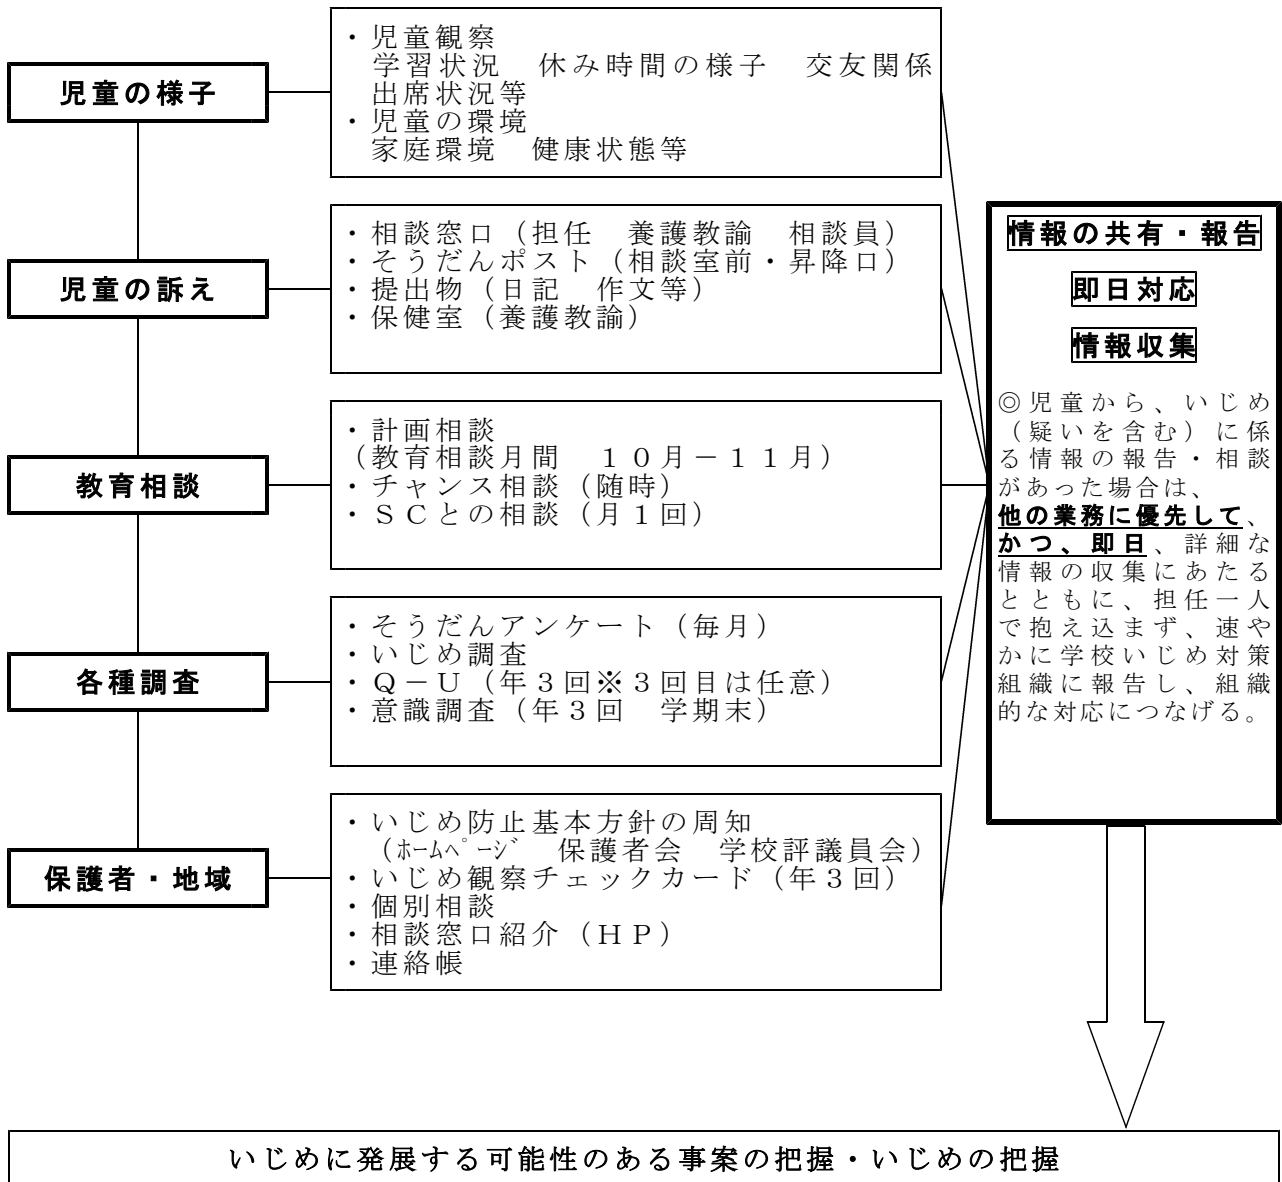 児童の様子
・児童観察
学習状況　休み時間の様子　交友関係
出席状況等
・児童の環境
家庭環境　健康状態等
児童の訴え
・相談窓口（担任　養護教諭　相談員）
・そうだんポスト（相談室前・昇降口）
・提出物（日記　作文等）
・保健室（養護教諭）
教育相談
・計画相談
（教育相談月間　１０月－１１月）
・チャンス相談（随時）
・ＳＣとの相談（月１回）
各種調査
・そうだんアンケート（毎月）
・いじめ調査
・Ｑ－Ｕ（年３回※３回目は任意）
・意識調査（年３回　学期末）
保護者・地域
・いじめ防止基本方針の周知
（ﾎｰﾑﾍﾟｰｼﾞ　保護者会　学校評議員会）
・いじめ観察チェックカード（年３回）
・個別相談
・相談窓口紹介（ＨＰ）
・連絡帳
情報の共有・報告
即日対応
情報収集
◎児童から、いじめ
（疑いを含む）に係
る情報の報告・相談
があった場合は、
他の業務に優先して、
かつ、即日、詳細な
情報の収集にあたる
とともに、担任一人
で抱え込まず、速や
かに学校いじめ対策
組織に報告し、組織
的な対応につなげる。
いじめに発展する可能性のある事案の把握・いじめの把握